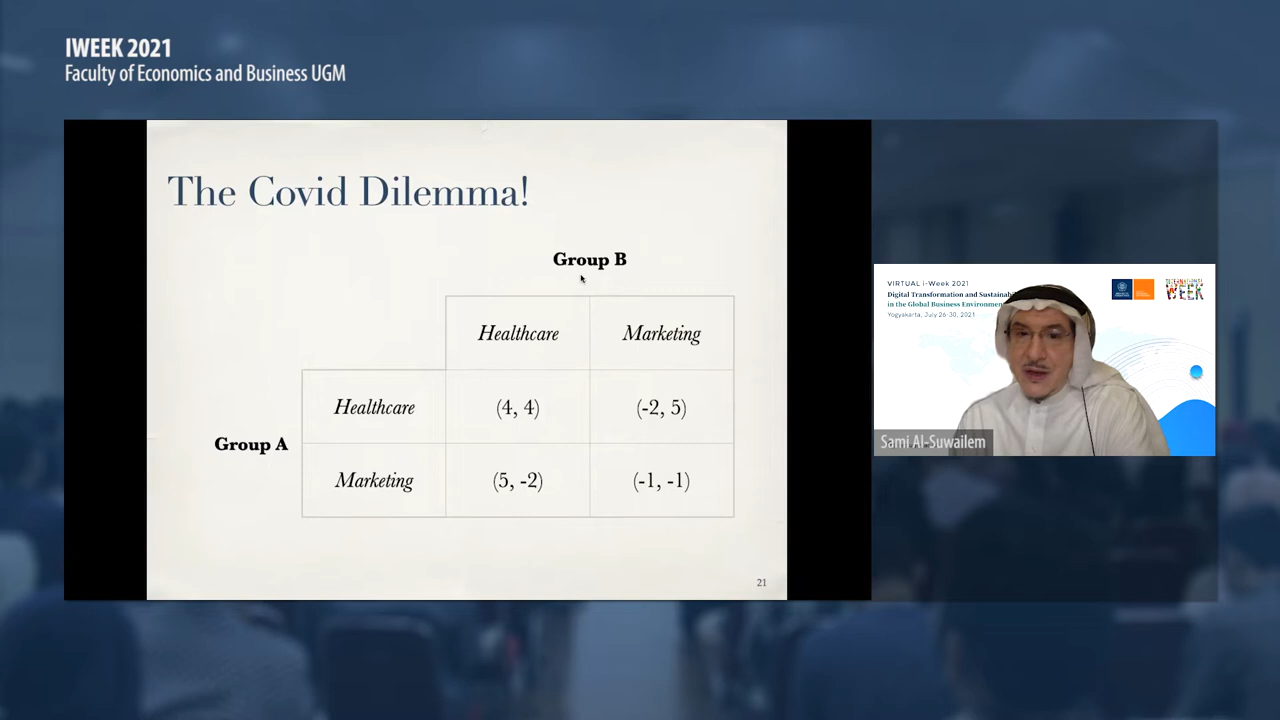 IWEEK 2021
Faculty of Economics and Business UGM
The Covid Dilemma!
Group B
Healthcare Marketing
Healthcare (4, 4) (-2, 5)
Group A
Marketing (5, -2) (-1, -1)
21
VIRTUAL i-Week 2021
Digital Transformation and
in the Global Business
Yogyakarta, July 26-30, 2021
WEEK
Sami Al-Suwailem